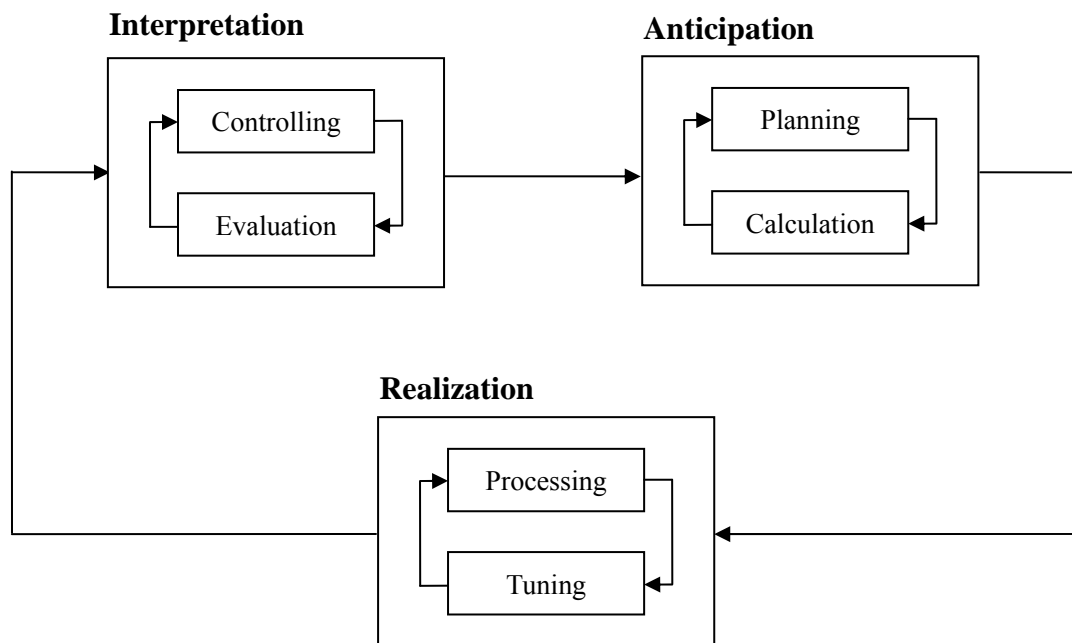 Interpretation
Controlling
Evaluation
Anticipation
Planning
Calculation
Realization
Processing
Tuning